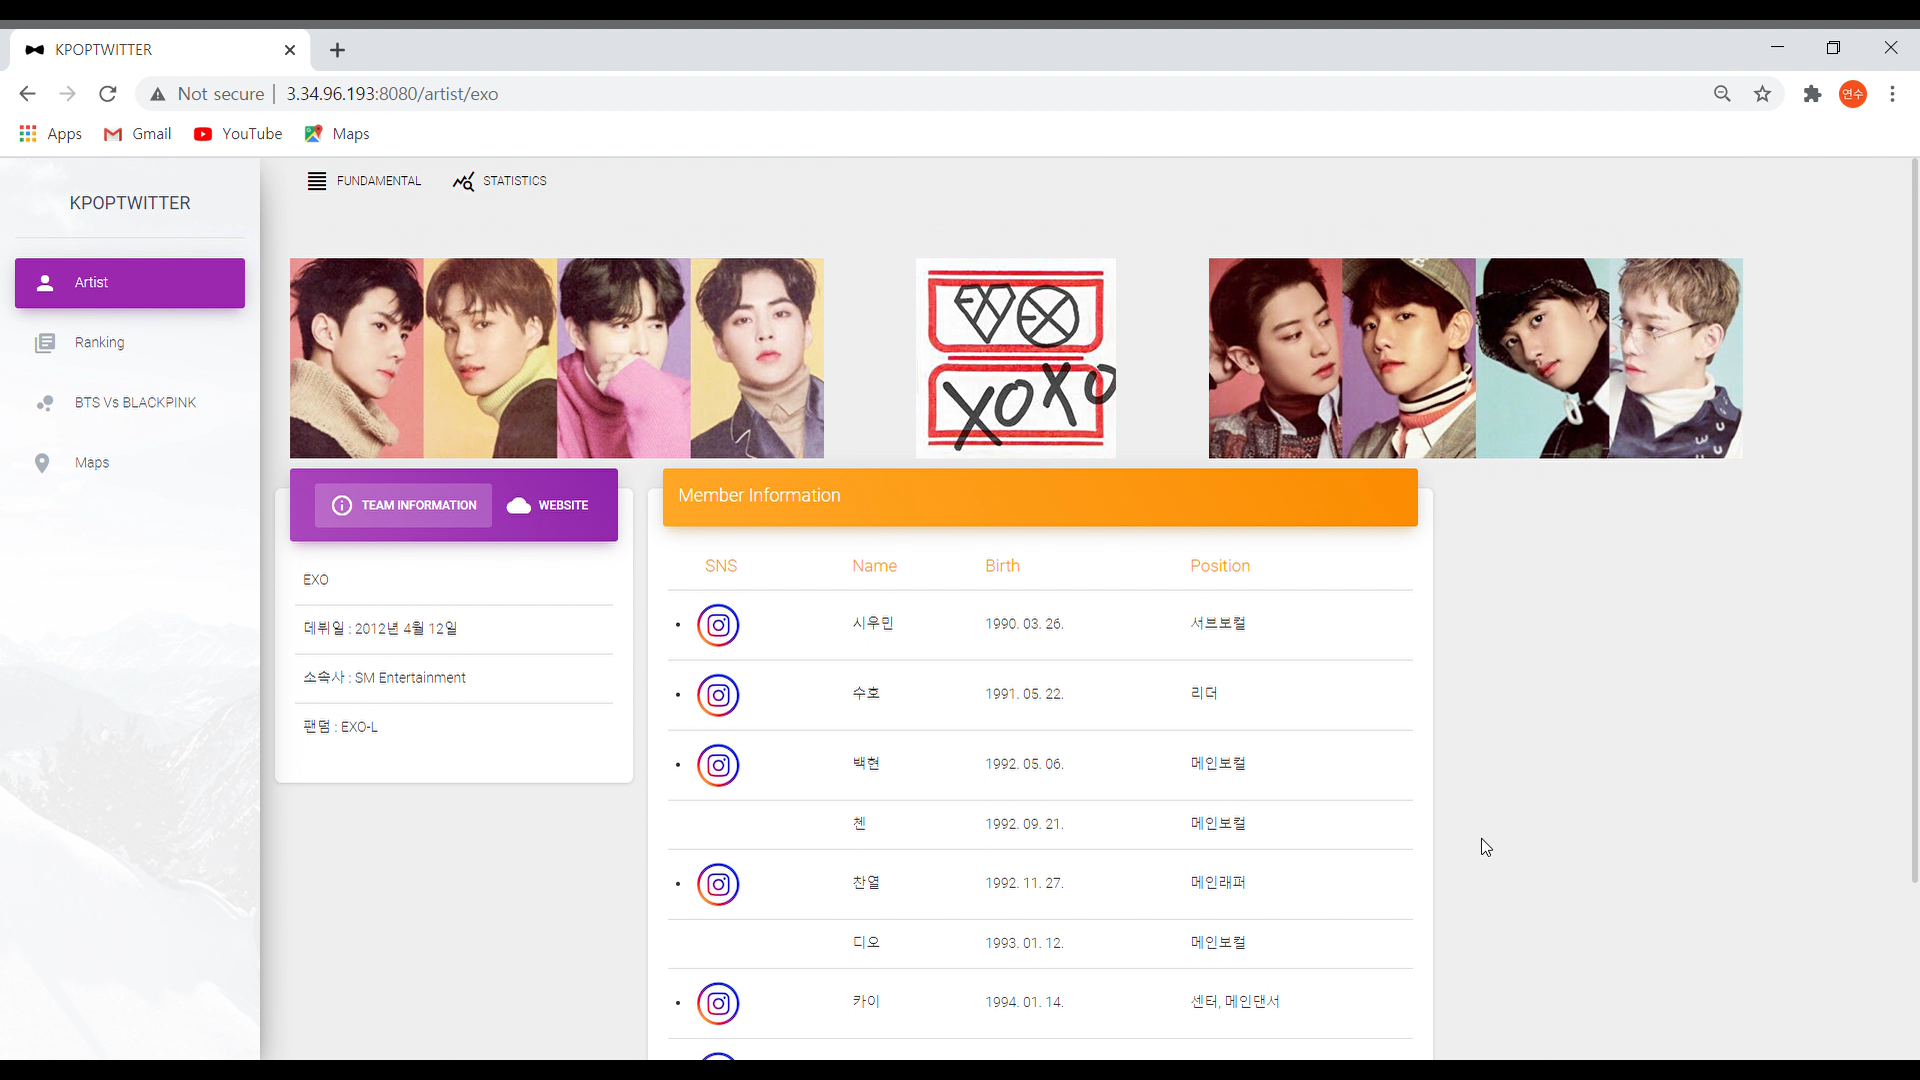 KPOPTWITTER
Not secure | 3.34.96.193:8080/artist/exo
연수
Apps
Gmail
YouTube
Maps
KPOPTWITTER
FUNDAMENTAL
STATISTICS
Artist
Ranking
BTS Vs BLACKPINK
Maps
EXO
XOXO
TEAM INFORMATION
WEBSITE
EXO
데뷔일 : 2012년 4월 12일
소속사 : SM Entertainment
팬덤 : EXO-L
Member Information
SNS Name Birth Position
시우민 1990. 03. 26. 서브보컬
수호 1991. 05. 22. 리더
백현 1992. 05. 06. 메인보컬
첸 1992. 09. 21. 메인보컬
찬열 1992. 11. 27. 메인래퍼
디오 1993. 01. 12. 메인보컬
카이 1994. 01. 14. 센터, 메인댄서